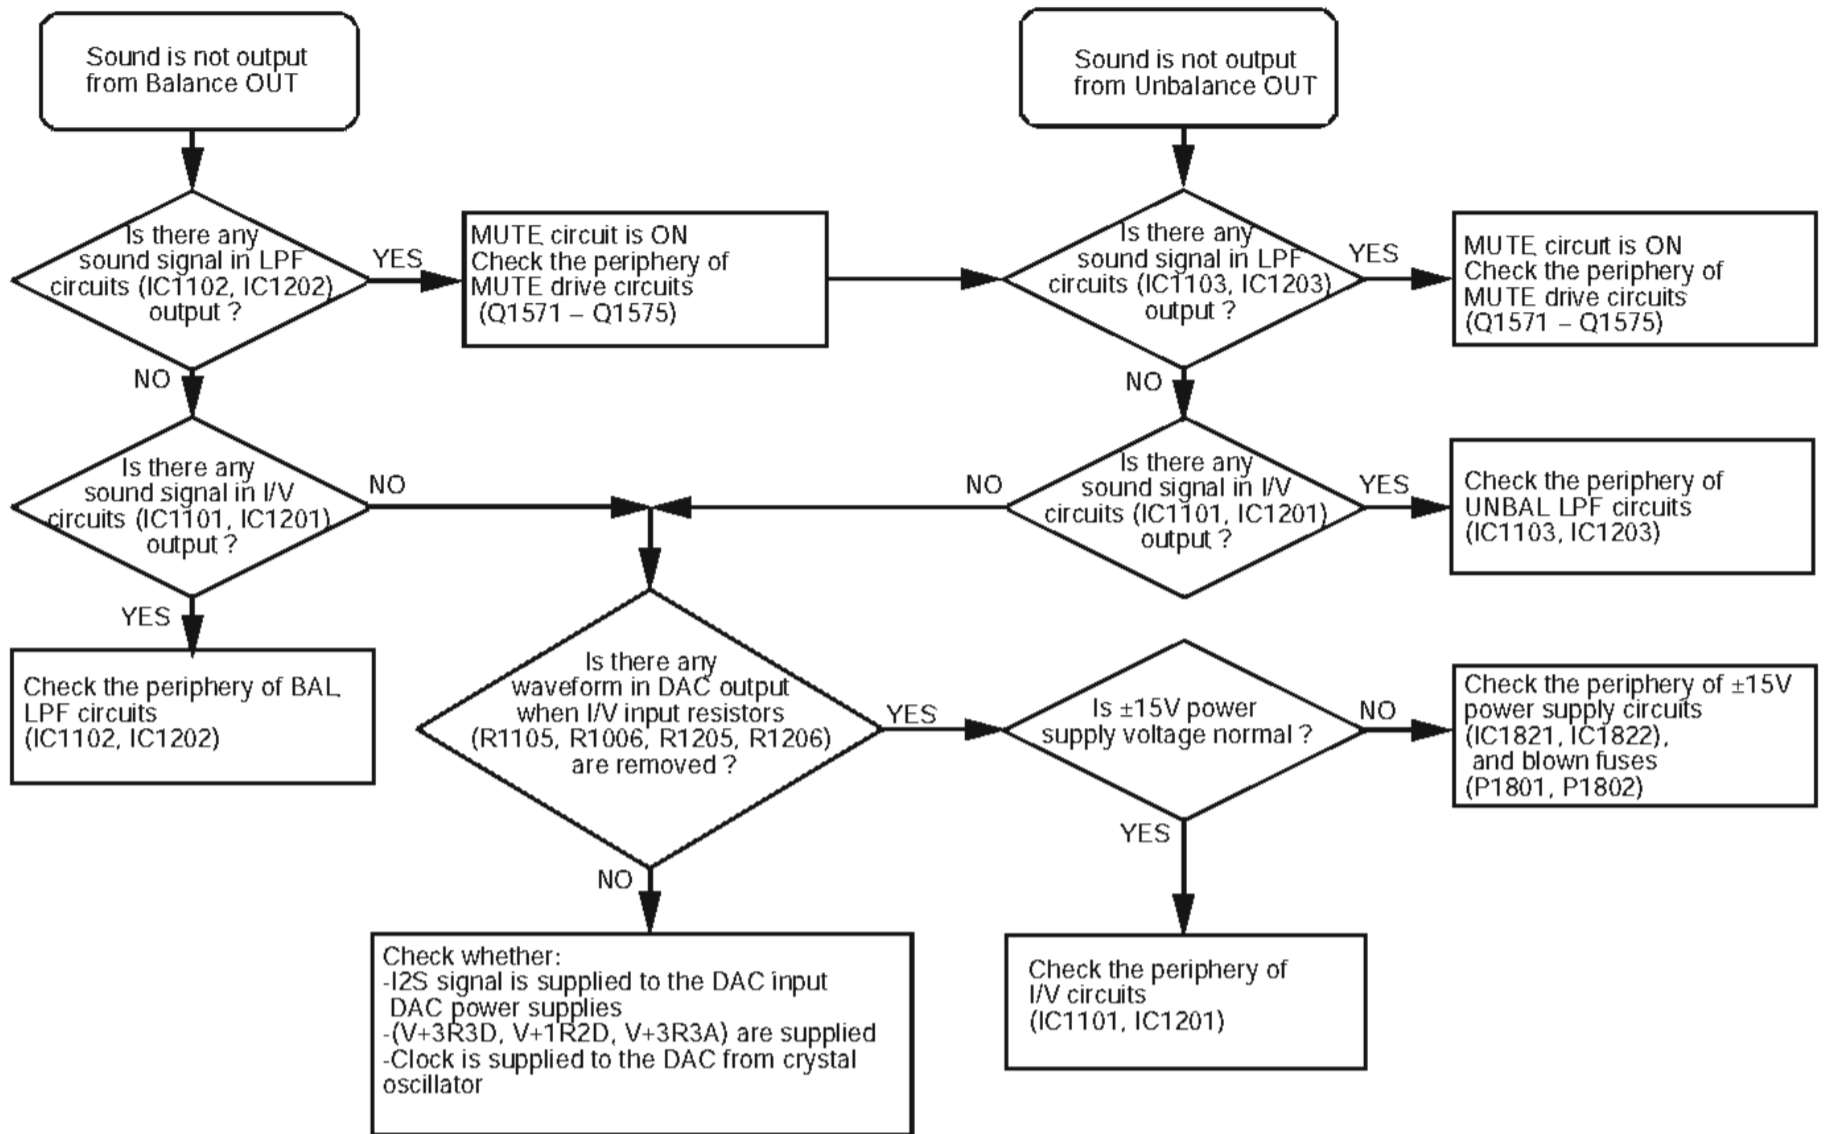 Sound is not output
from Balance OUT
Sound is not output
from Unbalance OUT
Is there any
sound signal in LPF
circuits (IC1102, IC1202)
output ?
YES
NO
MUTE circuit is ON
Check the periphery of
MUTE drive circuits
(Q1571 – Q1575)
Is there any
sound signal in LPF
circuits (IC1103, IC1203)
output ?
YES
NO
MUTE circuit is ON
Check the periphery of
MUTE drive circuits
(Q1571 – Q1575)
Is there any
sound signal in I/V
circuits (IC1101, IC1201)
output ?
NO
YES
Is there any
sound signal in I/V
circuits (IC1101, IC1201)
output ?
NO
YES
Check the periphery of
UNBAL LPF circuits
(IC1103, IC1203)
Check the periphery of BAL
LPF circuits
(IC1102, IC1202)
Is there any
waveform in DAC output
when I/V input resistors
(R1105, R1006, R1205, R1206)
are removed ?
YES
NO
Is ±15V power
supply voltage normal ?
NO
YES
Check the periphery of ±15V
power supply circuits
(IC1821, IC1822),
and blown fuses
(P1801, P1802)
Check whether:
-I2S signal is supplied to the DAC input
DAC power supplies
-(V+3R3D, V+1R2D, V+3R3A) are supplied
-Clock is supplied to the DAC from crystal
oscillator
Check the periphery of
I/V circuits
(IC1101, IC1201)